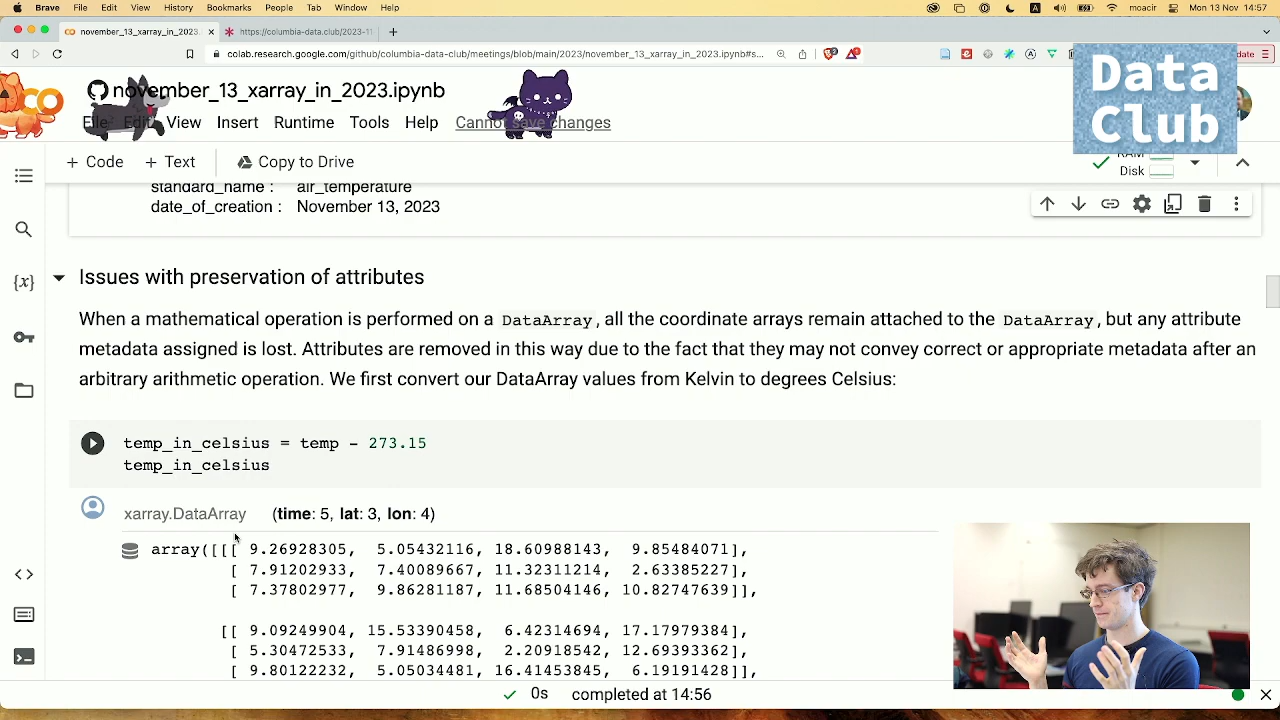 Brave File Edit View History Bookmarks People Tab Window Help
moacir Mon 13 Nov 14:57
november_13_xarray_in_2023.
https://columbia-data.club/2023-11
colab.research.google.com/github/columbia-data-club/meetings/blob/main/2023/november_13_xarray_in_2023.ipynb#s...
date
Data
Club
CO
november_13_xarray_in_2023.ipynb
File Edit View Insert Runtime Tools Help Cannot save changes
+ Code + Text Copy to Drive
RAM
Disk
standard_name : air_temperature
date_of_creation : November 13, 2023
{x}
Issues with preservation of attributes
When a mathematical operation is performed on a DataArray, all the coordinate arrays remain attached to the DataArray, but any attribute
metadata assigned is lost. Attributes are removed in this way due to the fact that they may not convey correct or appropriate metadata after an
arbitrary arithmetic operation. We first convert our DataArray values from Kelvin to degrees Celsius:
temp_in_celsius = temp - 273.15
temp_in_celsius
xarray.DataArray (time: 5, lat: 3, lon: 4)
array([[[ 9.26928305, 5.05432116, 18.60988143, 9.85484071],
[ 7.91202933, 7.40089667, 11.32311214, 2.63385227],
[ 7.37802977, 9.86281187, 11.68504146, 10.82747639]],
[[ 9.09249904, 15.53390458, 6.42314694, 17.17979384],
[ 5.30472533, 7.91486998, 2.20918542, 12.69393362],
[ 9.80122232, 5.05034481, 16.41453845, 6.19191428]],
0s completed at 14:56